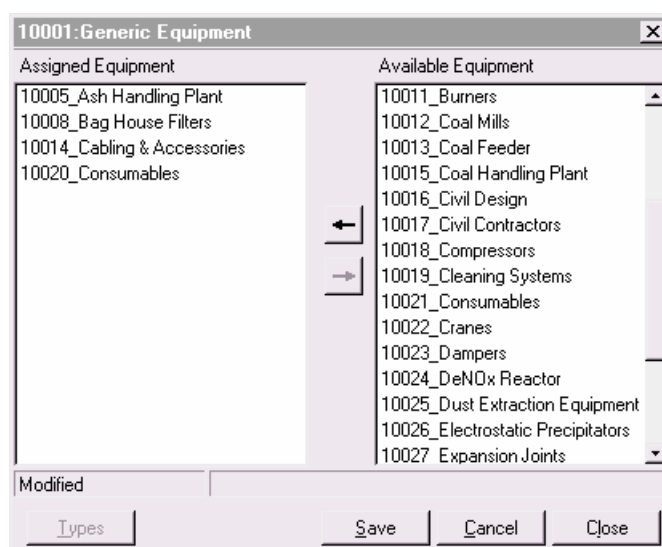 10001:Generic Equipment
Assigned Equipment
10005_Ash Handling Plant
10008_Bag House Filters
10014_Cabling & Accessories
10020_Consumables
Available Equipment
10011_Burners
10012_Coal Mills
10013_Coal Feeder
10015_Coal Handling Plant
10016_Civil Design
10017_Civil Contractors
10018_Compressors
10019_Cleaning Systems
10021_Consumables
10022_Cranes
10023_Dampers
10024_DeNOx Reactor
10025_Dust Extraction Equipment
10026_Electrostatic Precipitators
10027_Expansion Joints
Modified
Types
Save
Cancel
Close